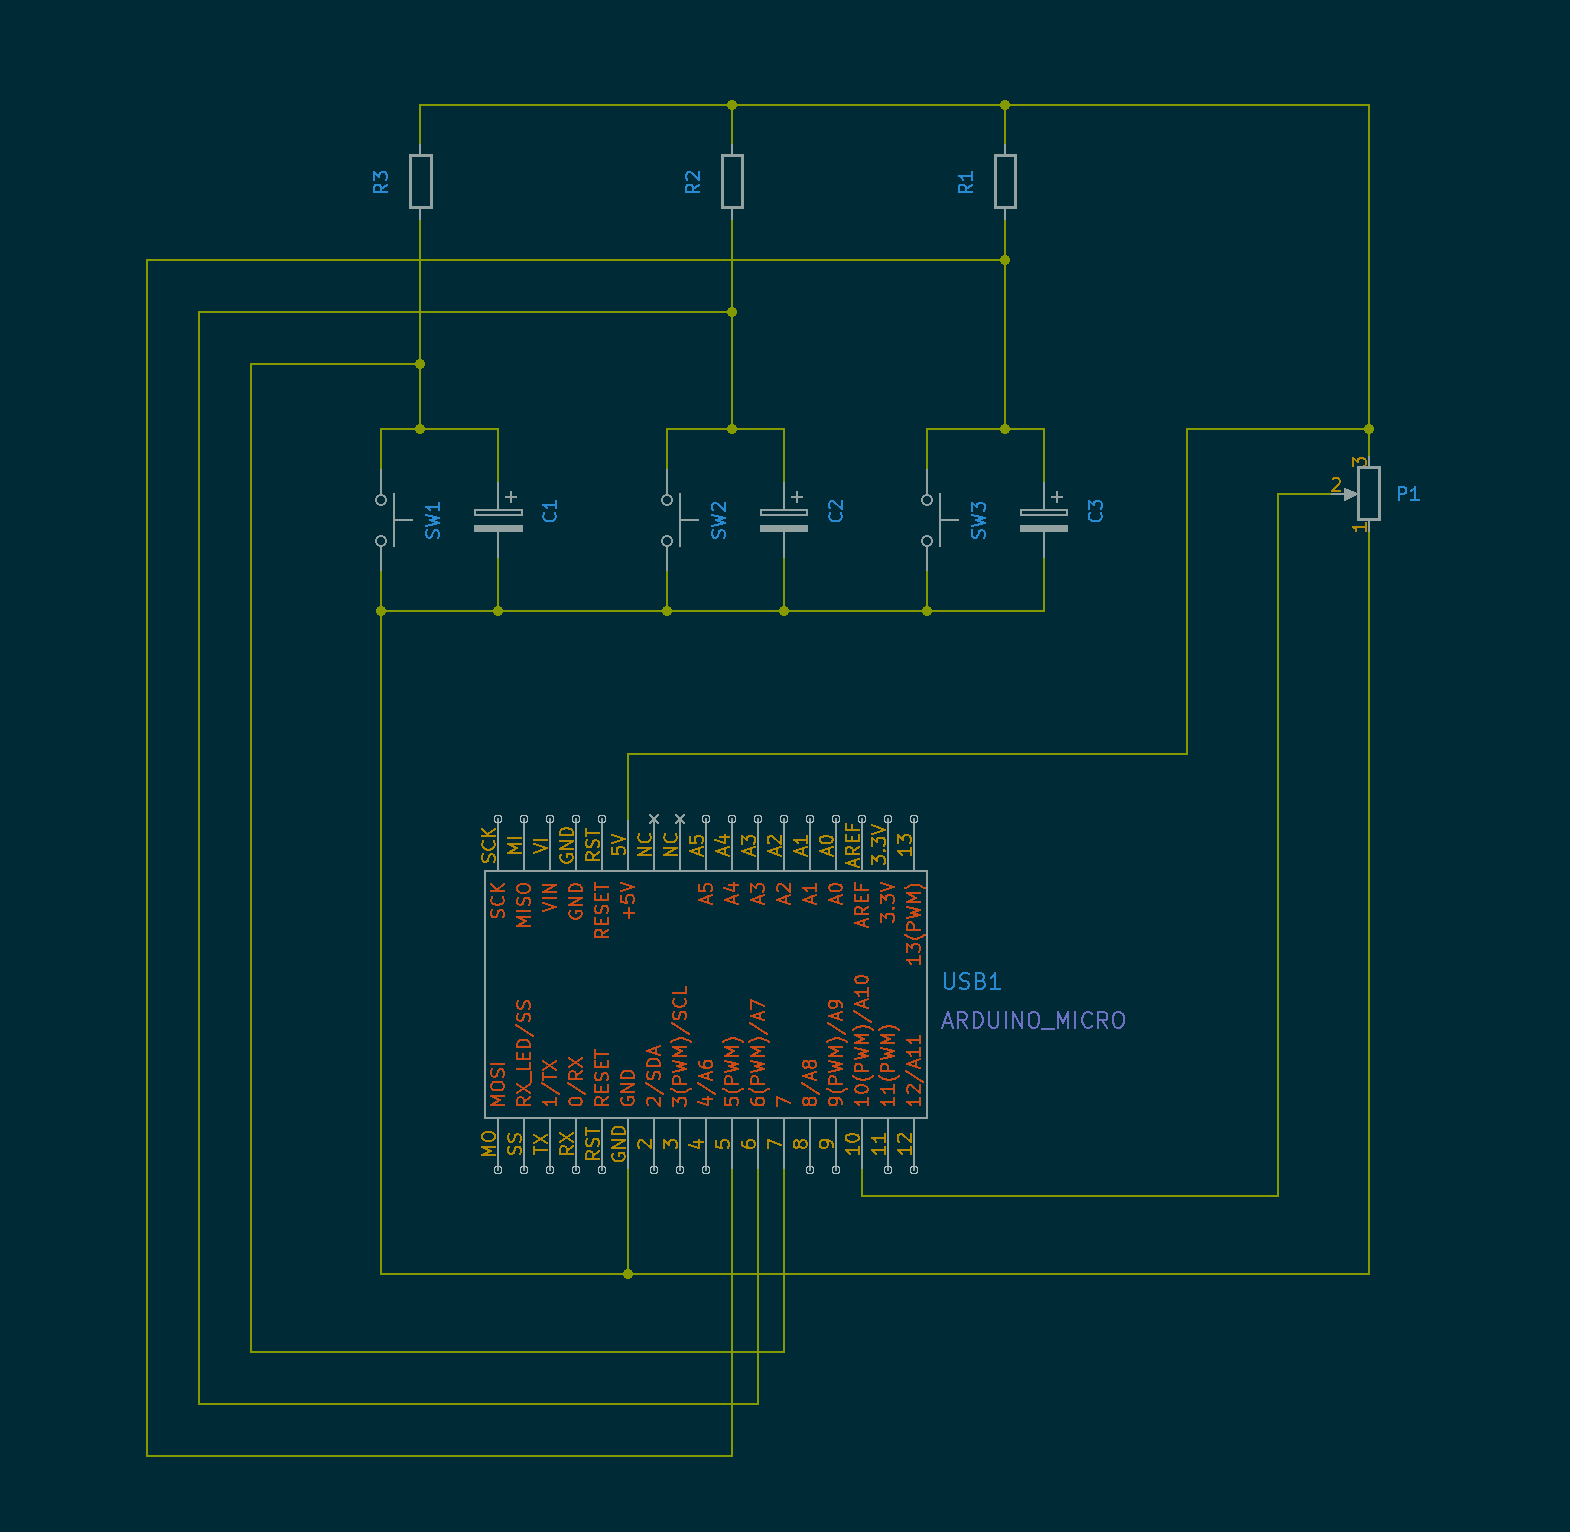 R3
R2
R1
SW1
C1
SW2
C2
SW3
C3
3
2
1
P1
SCK
MI
VI
GND
RST
5V
NC
NC
A5
A4
A3
A2
A1
A0
AREF
3.3V
13
SCK
MISO
VIN
GND
RESET
+5V
A5
A4
A3
A2
A1
A0
AREF
3.3V
13(PWM)
USB1
ARDUINO_MICRO
MOSI
RX_LED/SS
1/TX
0/RX
RESET
GND
2/SDA
3(PWM)/SCL
4/A6
5(PWM)
6(PWM)/A7
7
8/A8
9(PWM)/A9
10(PWM)/A10
11(PWM)
12/A11
MO
SS
TX
RX
RST
GND
2
3
4
5
6
7
8
9
10
11
12